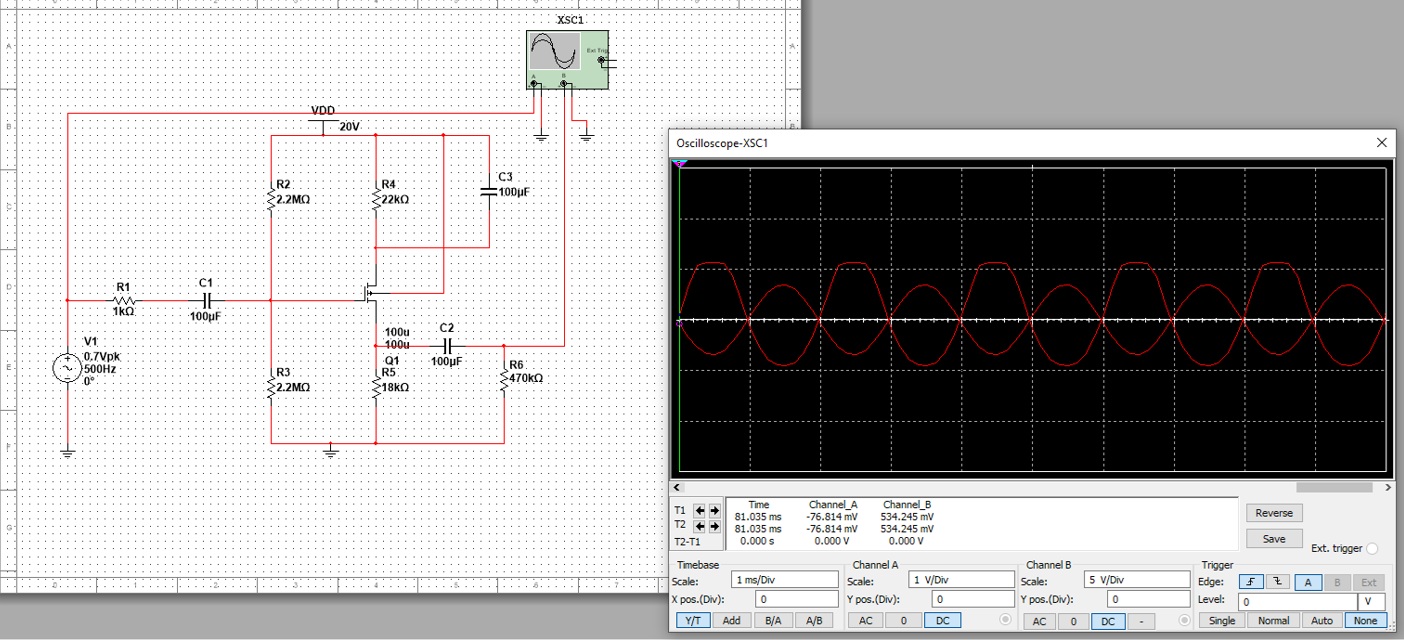 XSC1
Ext Trig
A B
VDD
20V
R2
2.2MΩ
R4
22kΩ
C3
100µF
R1
1kΩ
C1
100µF
V1
0.7Vpk
500Hz
0°
100u
100u
Q1
C2
100µF
R3
2.2MΩ
R5
18kΩ
R6
470kΩ
Oscilloscope-XSC1
Time Channel_A Channel_B
T1 81.035 ms -76.814 mV 534.245 mV
T2 81.035 ms -76.814 mV 534.245 mV
T2-T1 0.000 s 0.000 V 0.000 V
Reverse
Save
Ext. trigger
Timebase Channel A Channel B Trigger
Scale: 1 ms/Div Scale: 1 V/Div Scale: 5 V/Div Edge: A B Ext
X pos.(Div): 0 Y pos.(Div): 0 Y pos.(Div): 0 Level: 0 V
Y/T Add B/A A/B AC 0 DC AC 0 DC - Single Normal Auto None